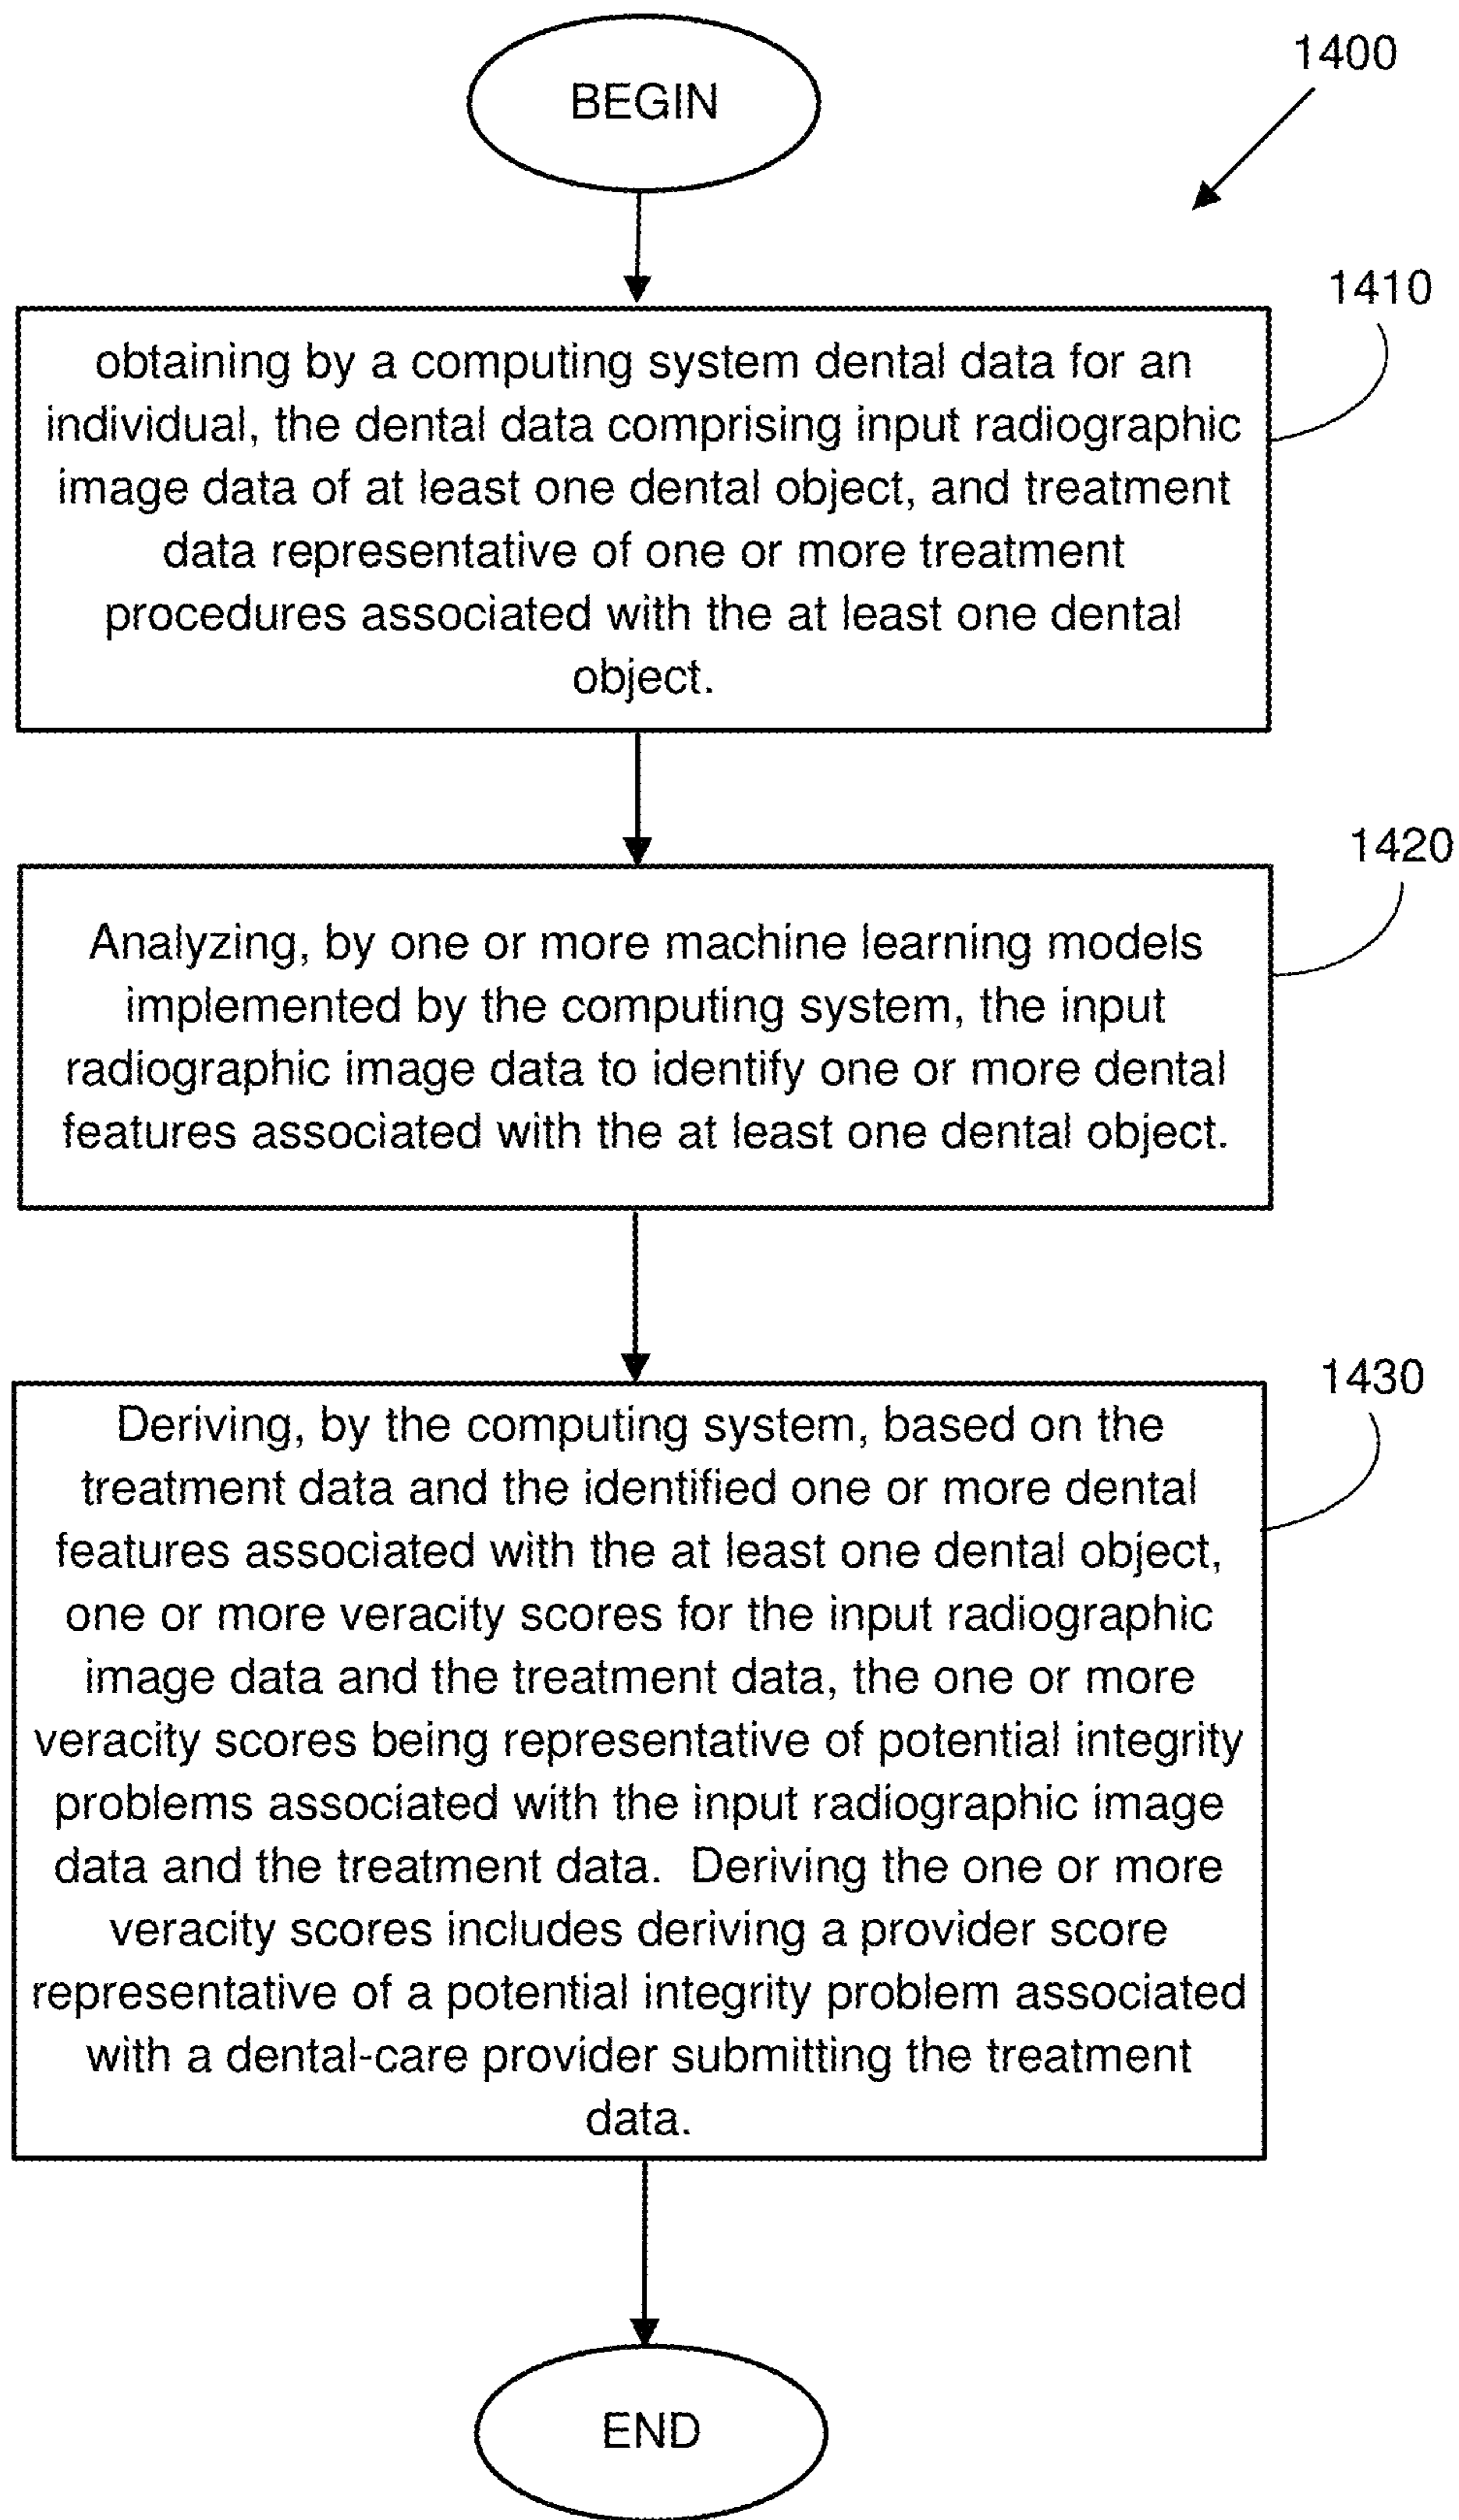 BEGIN
1400
1410
obtaining by a computing system dental data for an
individual, the dental data comprising input radiographic
image data of at least one dental object, and treatment
data representative of one or more treatment
procedures associated with the at least one dental
object.
1420
Analyzing, by one or more machine learning models
implemented by the computing system, the input
radiographic image data to identify one or more dental
features associated with the at least one dental object.
1430
Deriving, by the computing system, based on the
treatment data and the identified one or more dental
features associated with the at least one dental object,
one or more veracity scores for the input radiographic
image data and the treatment data, the one or more
veracity scores being representative of potential integrity
problems associated with the input radiographic image
data and the treatment data.  Deriving the one or more
veracity scores includes deriving a provider score
representative of a potential integrity problem associated
with a dental-care provider submitting the treatment
data.
END